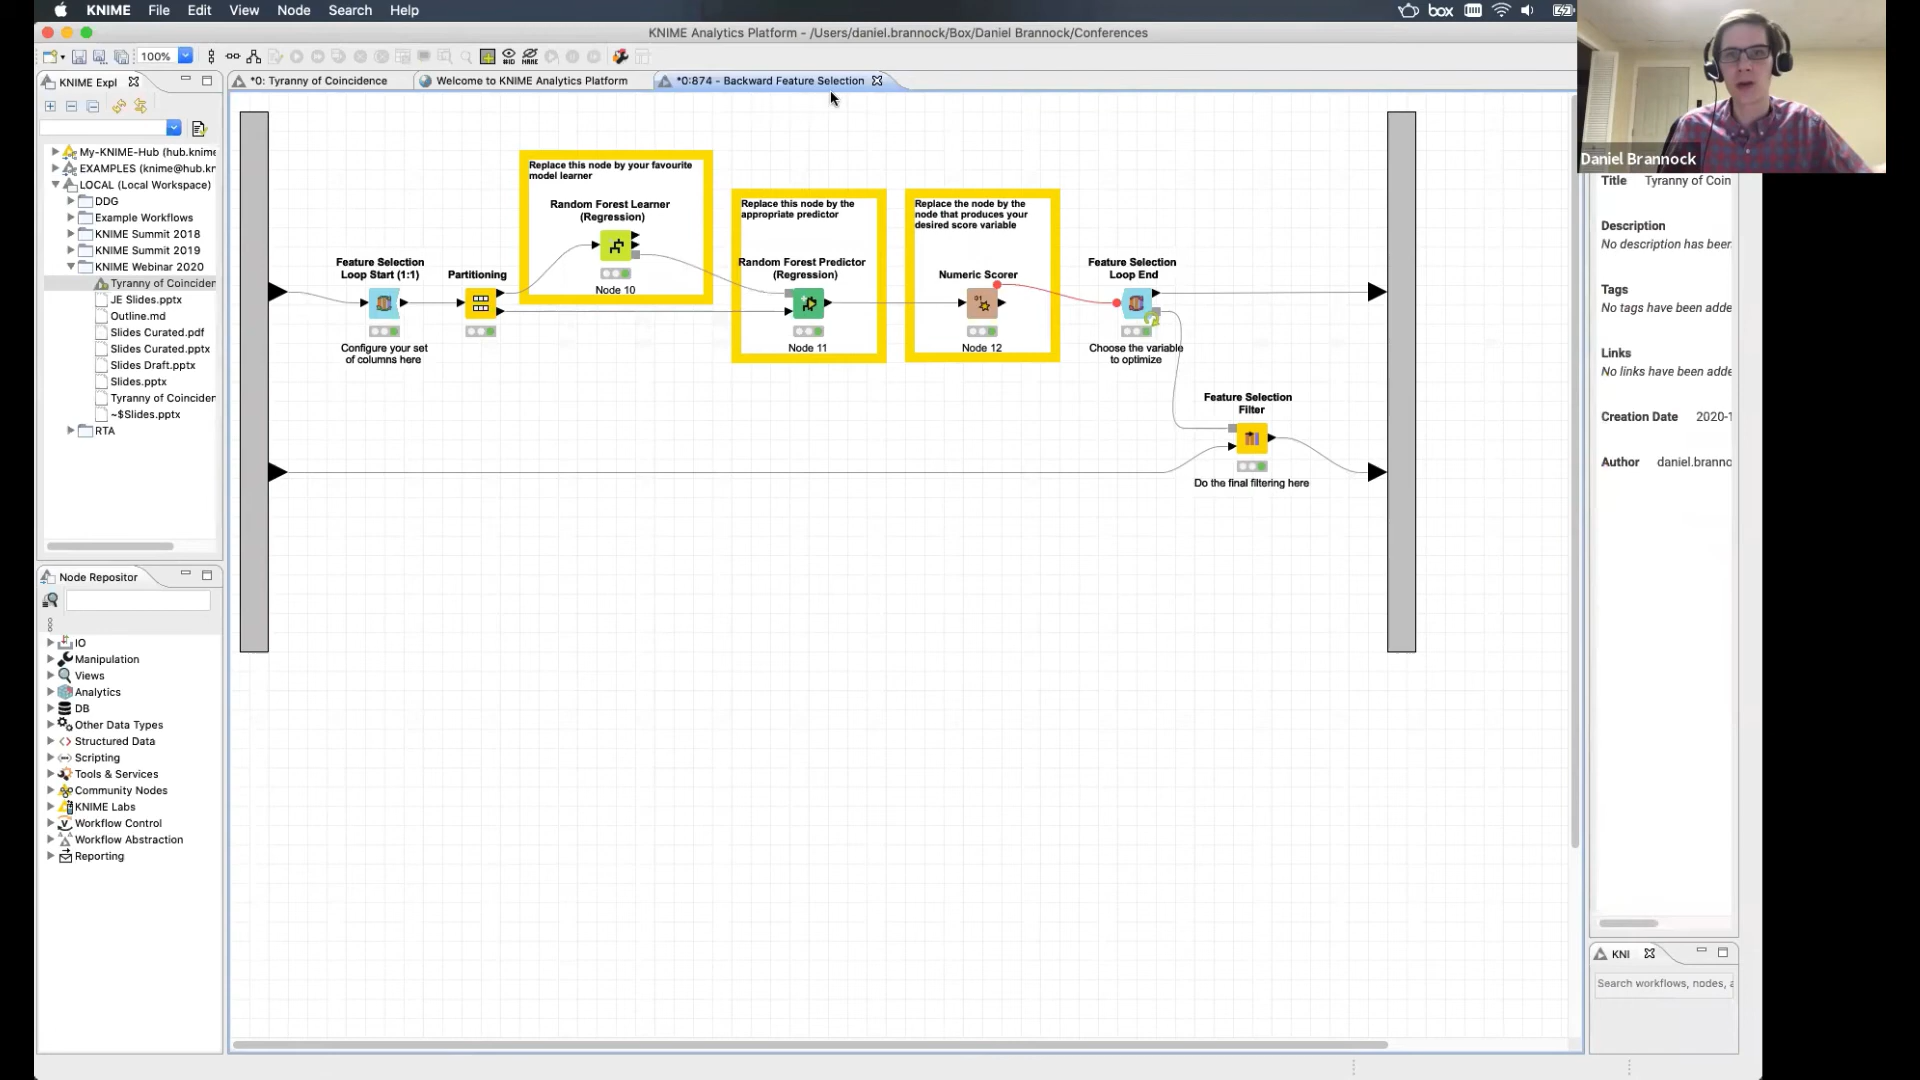 KNIME File Edit View Node Search Help
box
KNIME Analytics Platform - /Users/daniel.brannock/Box/Daniel Brannock/Conferences
100%
KNIME Expl
*0: Tyranny of Coincidence
Welcome to KNIME Analytics Platform
*0:874 - Backward Feature Selection
My-KNIME-Hub (hub.knime
EXAMPLES (knime@hub.kr
LOCAL (Local Workspace)
DDG
Example Workflows
KNIME Summit 2018
KNIME Summit 2019
KNIME Webinar 2020
Tyranny of Coinciden
JE Slides.pptx
Outline.md
Slides Curated.pdf
Slides Curated.pptx
Slides Draft.pptx
Slides.pptx
Tyranny of Coinciden
~$Slides.pptx
RTA
Node Repositor
IO
Manipulation
Views
Analytics
DB
Other Data Types
Structured Data
Scripting
Tools & Services
Community Nodes
KNIME Labs
Workflow Control
Workflow Abstraction
Reporting
Feature Selection
Loop Start (1:1)
Configure your set
of columns here
Partitioning
Replace this node by your favourite
model learner
Random Forest Learner
(Regression)
Node 10
Replace this node by the
appropriate predictor
Random Forest Predictor
(Regression)
Node 11
Replace the node by the
node that produces your
desired score variable
Numeric Scorer
Node 12
Feature Selection
Loop End
Choose the variable
to optimize
Feature Selection
Filter
Do the final filtering here
Daniel Brannock
Title Tyranny of Coin
Description
No description has been
Tags
No tags have been adde
Links
No links have been adde
Creation Date 2020-1
Author daniel.branno
KNI
Search workflows, nodes, a